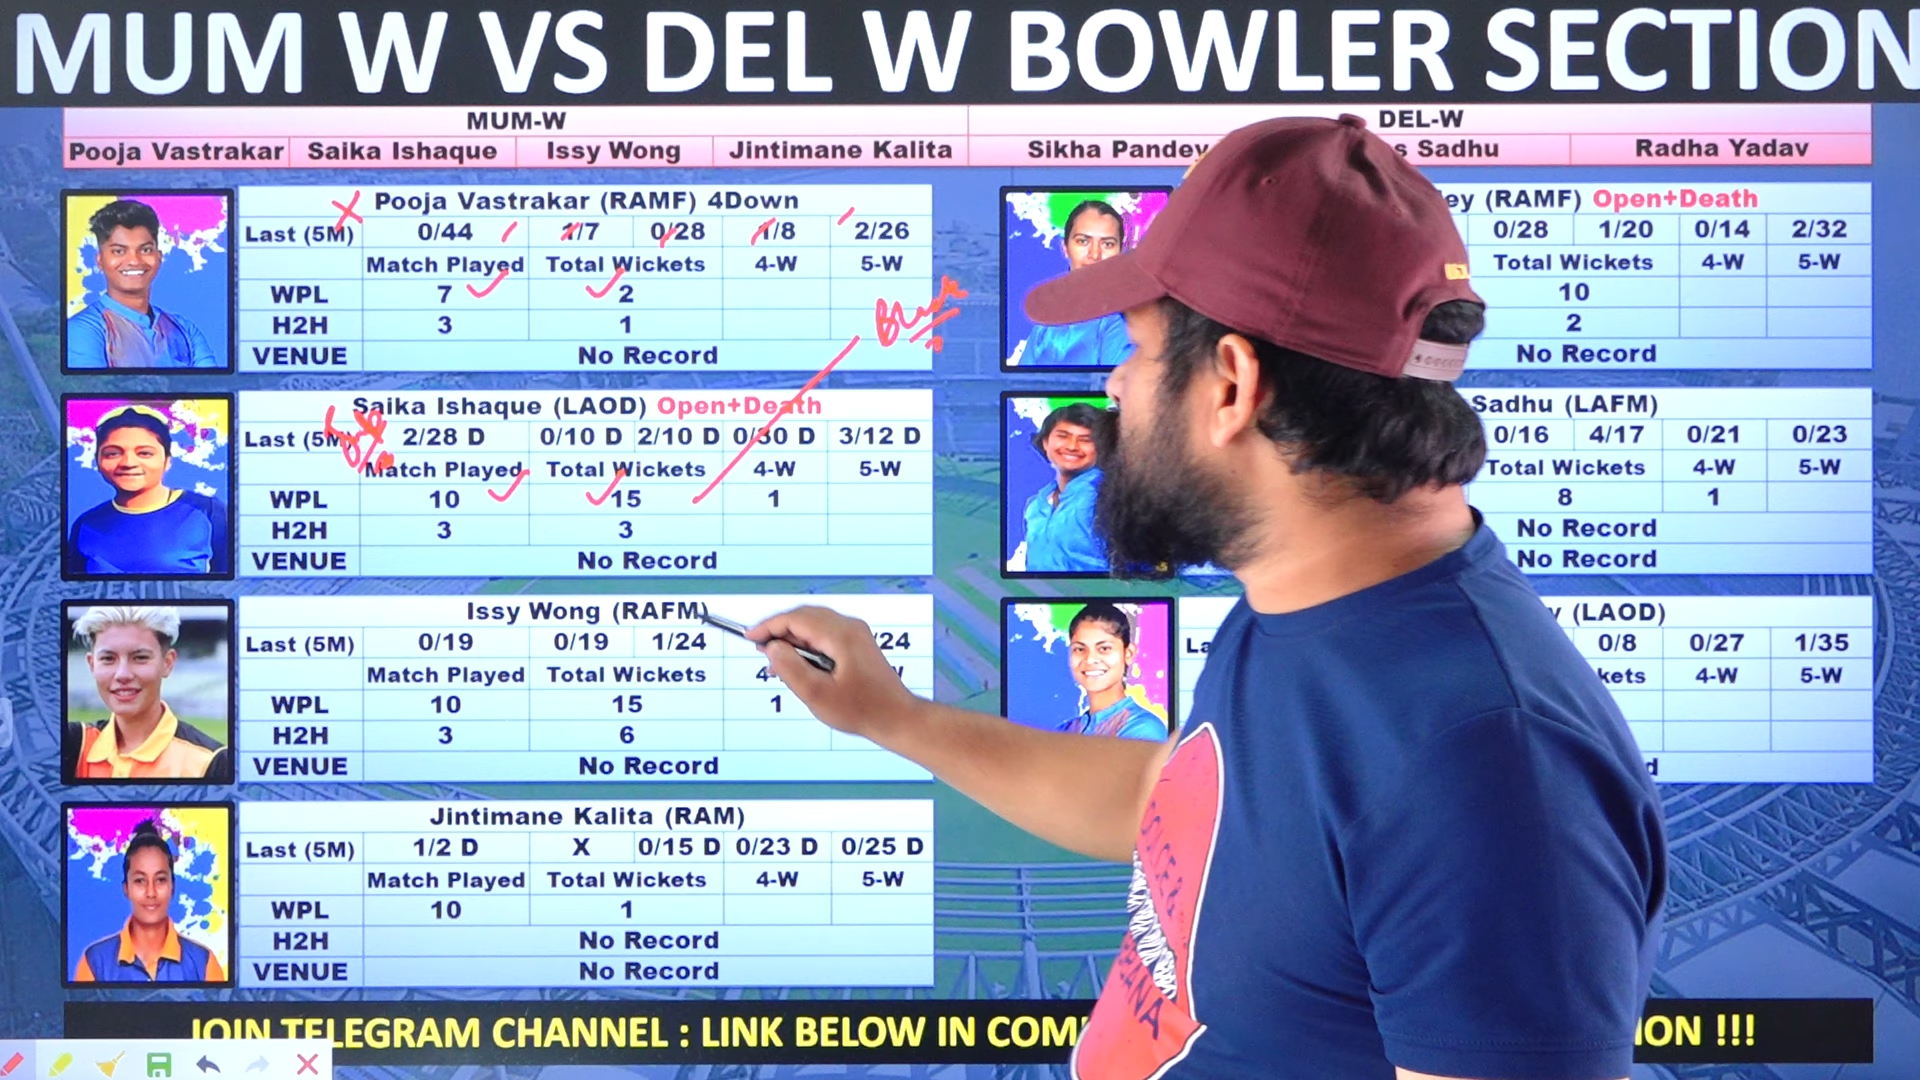 MUM W VS DEL W BOWLER SECTION
MUM-W
Pooja Vastrakar Saika Ishaque Issy Wong Jintimane Kalita
DEL-W
Sikha Pandey Sadhu Radha Yadav
Pooja Vastrakar (RAMF) 4Down
Last (5M) 0/44 1/7 0/28 1/8 2/26
Match Played Total Wickets 4-W 5-W
WPL 7 2
H2H 3 1
VENUE No Record
Saika Ishaque (LAOD) Open+Death
Last (5M) 2/28 D 0/10 D 2/10 D 0/30 D 3/12 D
Match Played Total Wickets 4-W 5-W
WPL 10 15 1
H2H 3 3
VENUE No Record
Issy Wong (RAFM)
Last (5M) 0/19 0/19 1/24 /24
Match Played Total Wickets
WPL 10 15 1
H2H 3 6
VENUE No Record
Jintimane Kalita (RAM)
Last (5M) 1/2 D X 0/15 D 0/23 D 0/25 D
Match Played Total Wickets 4-W 5-W
WPL 10 1
H2H No Record
VENUE No Record
ey (RAMF) Open+Death
0/28 1/20 0/14 2/32
Total Wickets 4-W 5-W
10
2
No Record
Sadhu (LAFM)
0/16 4/17 0/21 0/23
Total Wickets 4-W 5-W
8 1
No Record
No Record
(LAOD)
0/8 0/27 1/35
kets 4-W 5-W
JOIN TELEGRAM CHANNEL : LINK BELOW IN COM ION !!!